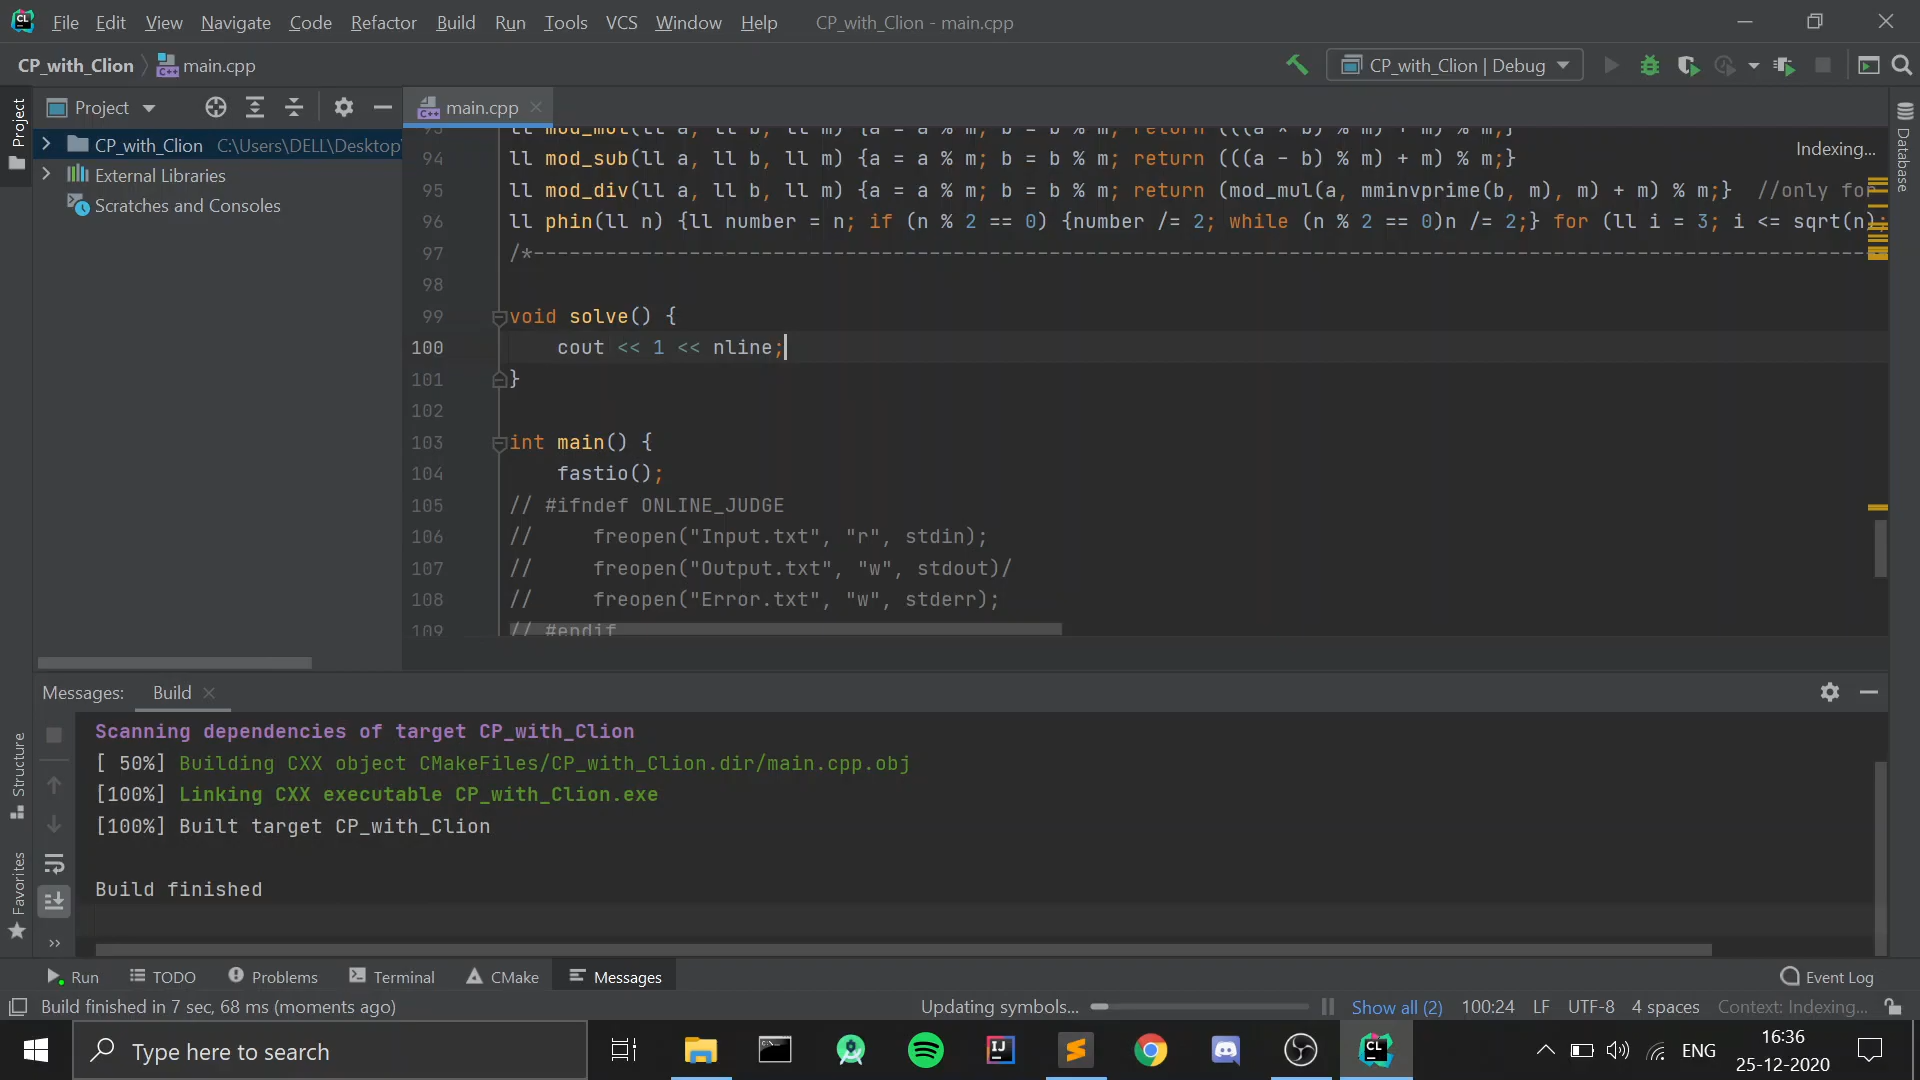 File Edit View Navigate Code Refactor Build Run Tools VCS Window Help CP_with_Clion - main.cpp
CP_with_Clion main.cpp
CP_with_Clion | Debug
Project
Project
main.cpp
Database
CP_with_Clion C:\Users\DELL\Desktop
External Libraries
Scratches and Consoles
Indexing...
93 ll mod_mul(ll a, ll b, ll m) {a = a % m; b = b % m; return (((a * b) % m) + m) % m;}
94 ll mod_sub(ll a, ll b, ll m) {a = a % m; b = b % m; return (((a - b) % m) + m) % m;}
95 ll mod_div(ll a, ll b, ll m) {a = a % m; b = b % m; return (mod_mul(a, mminvprime(b, m), m) + m) % m;} //only for
96 ll phin(ll n) {ll number = n; if (n % 2 == 0) {number /= 2; while (n % 2 == 0)n /= 2;} for (ll i = 3; i <= sqrt(n);
97 /*--------------------------------------------------------------------------------------------------------------------
98
99 void solve() {
100 cout << 1 << nline;
101 }
102
103 int main() {
104 fastio();
105 // #ifndef ONLINE_JUDGE
106 // freopen("Input.txt", "r", stdin);
107 // freopen("Output.txt", "w", stdout)/
108 // freopen("Error.txt", "w", stderr);
109 // #endif
Messages: Build
Structure
Favorites
Scanning dependencies of target CP_with_Clion
[ 50%] Building CXX object CMakeFiles/CP_with_Clion.dir/main.cpp.obj
[100%] Linking CXX executable CP_with_Clion.exe
[100%] Built target CP_with_Clion
Build finished
Run TODO Problems Terminal CMake Messages Event Log
Build finished in 7 sec, 68 ms (moments ago) Updating symbols... Show all (2) 100:24 LF UTF-8 4 spaces Context: Indexing...
Type here to search
ENG
16:36
25-12-2020